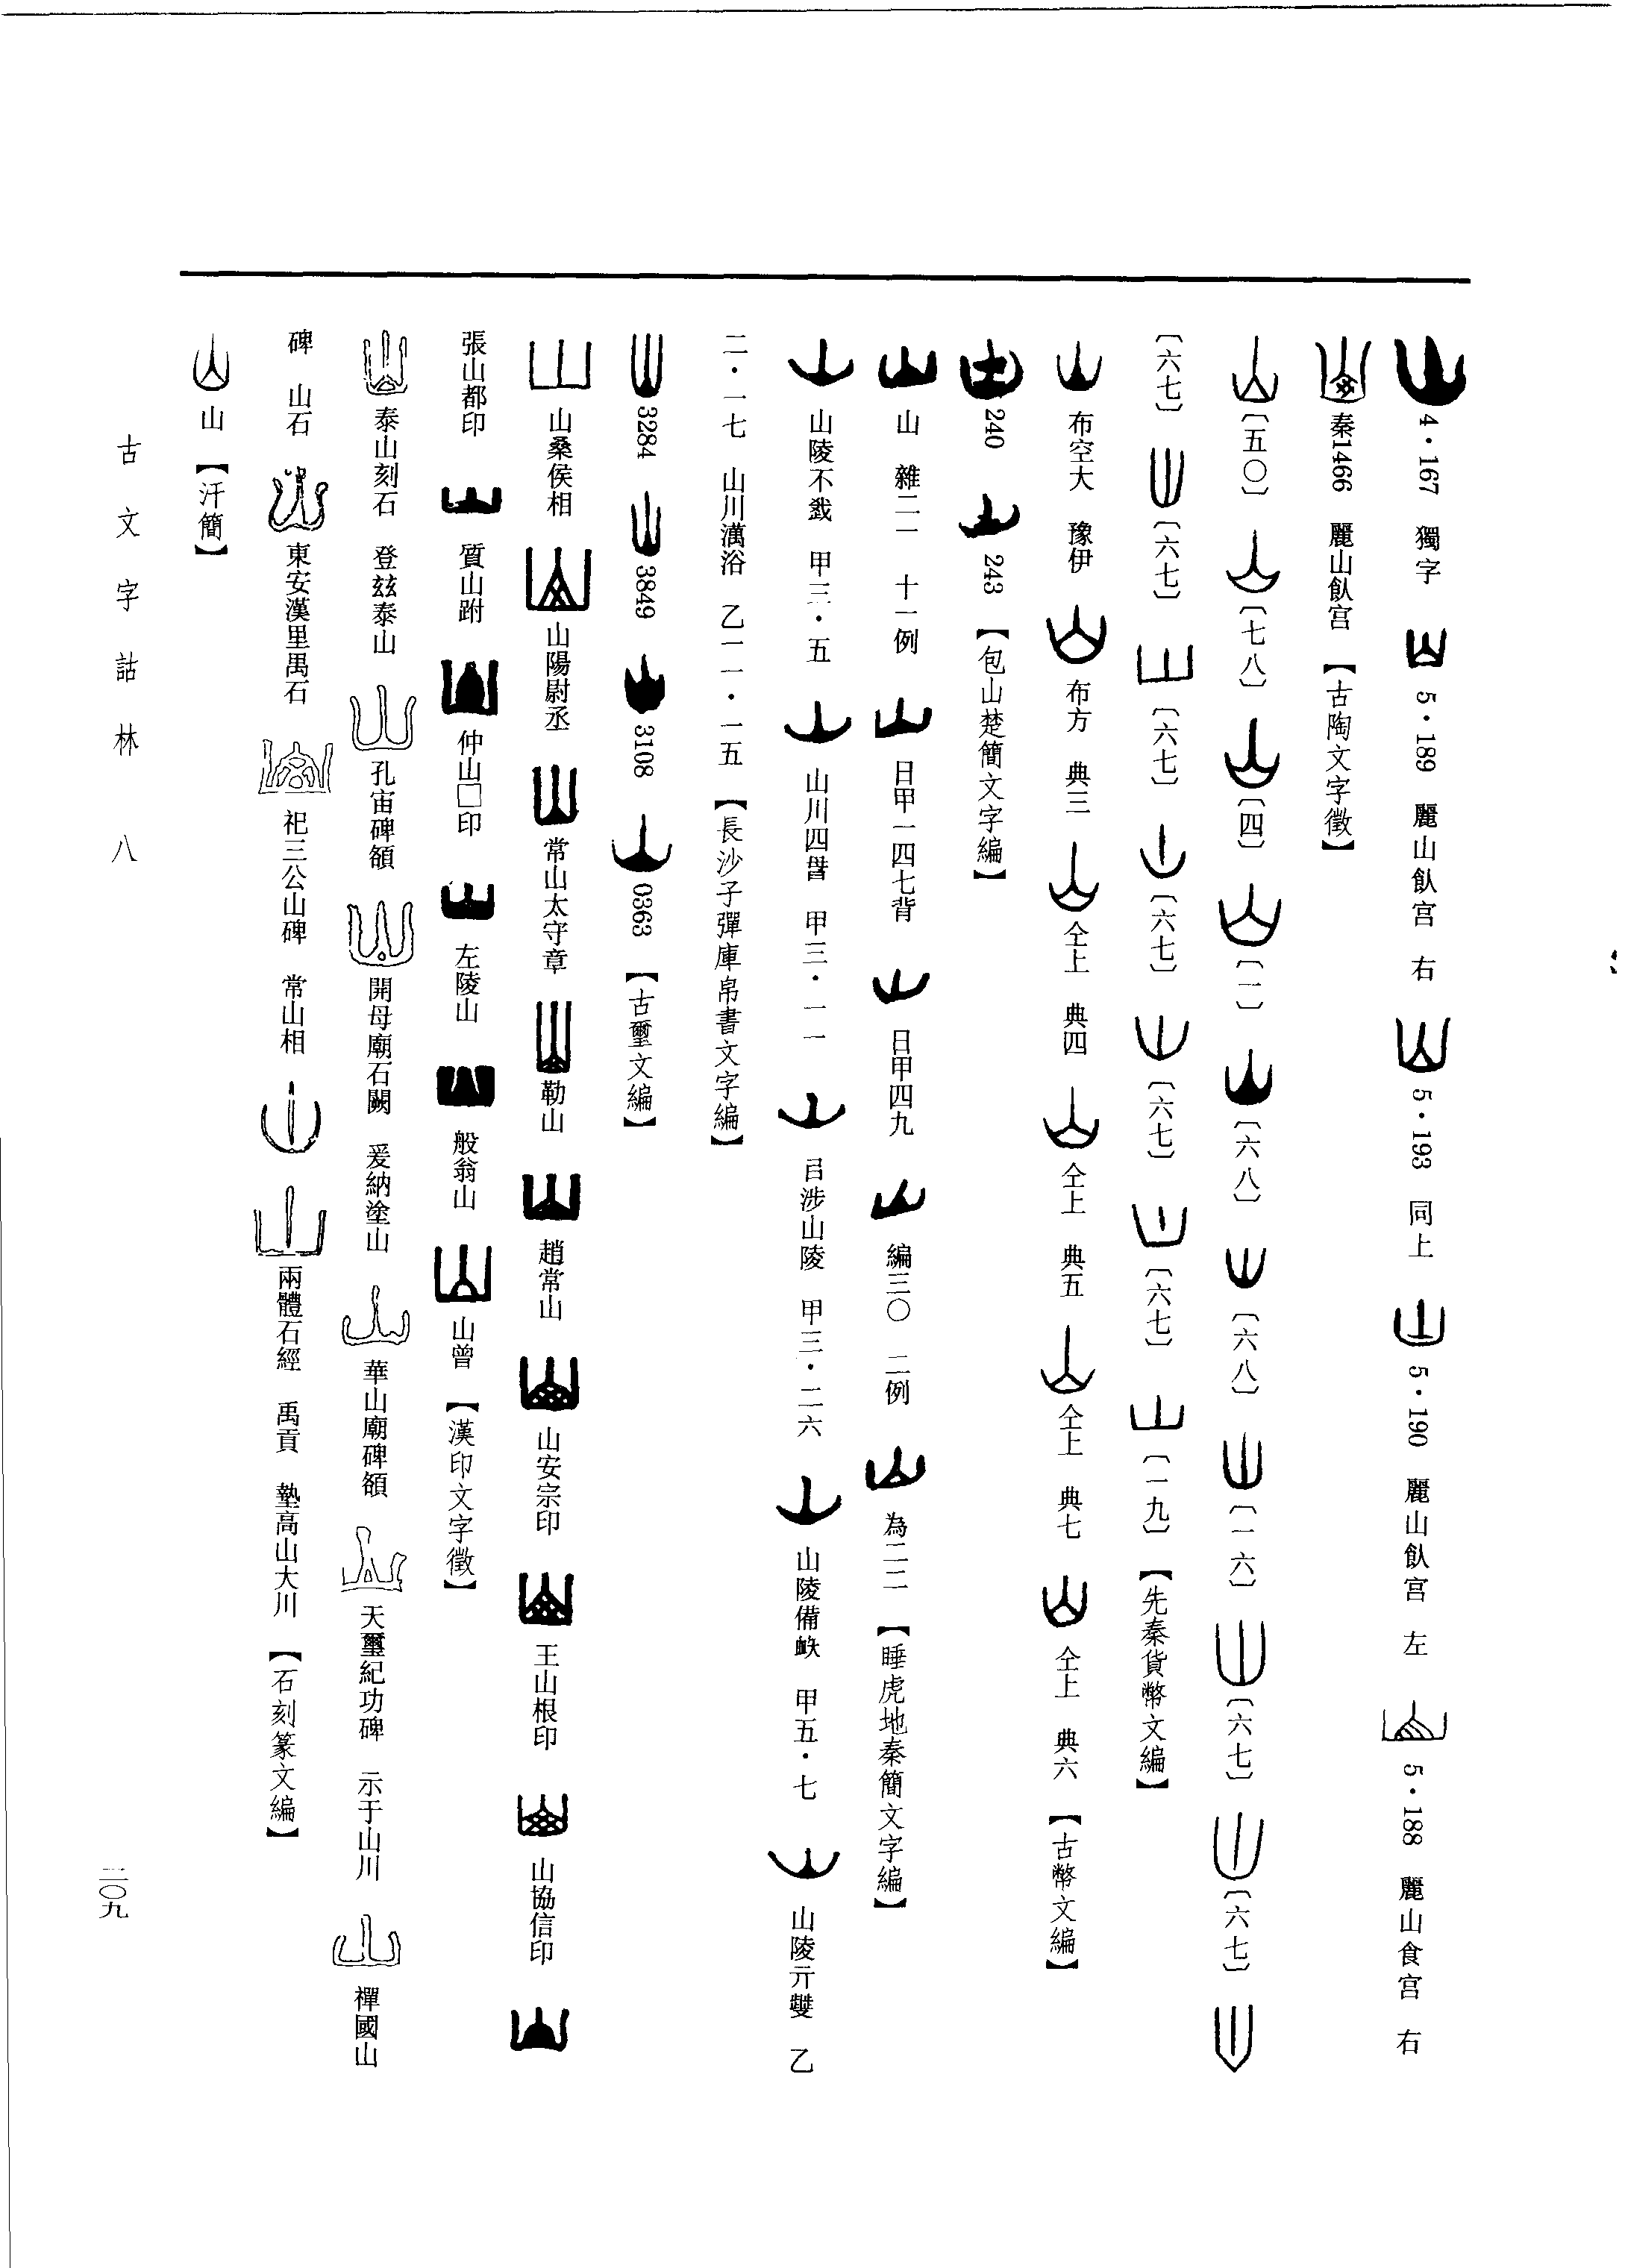 4·167 獨字 5·189 麗山飤宮 右 5·193 同上 5·190 麗山飤宮 左 5·188 麗山食宮 右
秦1466 麗山飤宮 【古陶文字徵】
〔五〇〕 〔七八〕 〔四〕 〔一〕 〔六八〕 〔六八〕 〔一六〕 〔六七〕 〔六七〕
〔六七〕 〔六七〕 〔六七〕 〔六七〕 〔六七〕 〔六七〕 〔一九〕 【先秦貨幣文編】
布空大 豫伊 布方 典三 仝上 典四 仝上 典五 仝上 典七 仝上 典六 【古幣文編】
240 243 【包山楚簡文字編】
山 雜二一 十一例 日甲一四七背 日甲四九 編三〇 二例 為二二 【睡虎地秦簡文字編】
山陵不 甲三·五 山川四 甲三·一一 㠯涉山陵 甲三·二六 山陵備 甲五·七 山陵亓 乙
二·一七 山川澫浴 乙一一·一五 【長沙子彈庫帛書文字編】
3284 3849 3108 0363 【古璽文編】
山桑侯相 山陽尉丞 常山太守章 勒山 趙常山 山安宗印 王山根印 山協信印
張山都印 質山跗 仲山□印 左陵山 般翁山 山曾 【漢印文字徵】
泰山刻石 登玆泰山 孔宙碑額 開母廟石闕 爰納塗山 華山廟碑額 天璽紀功碑 示于山川 禪國山
碑 山石 東安漢里禺石 祀三公山碑 常山相 兩體石經 禹貢 墊高山大川 【石刻篆文編】
山 【汗簡】
古文字詁林 八
二〇九